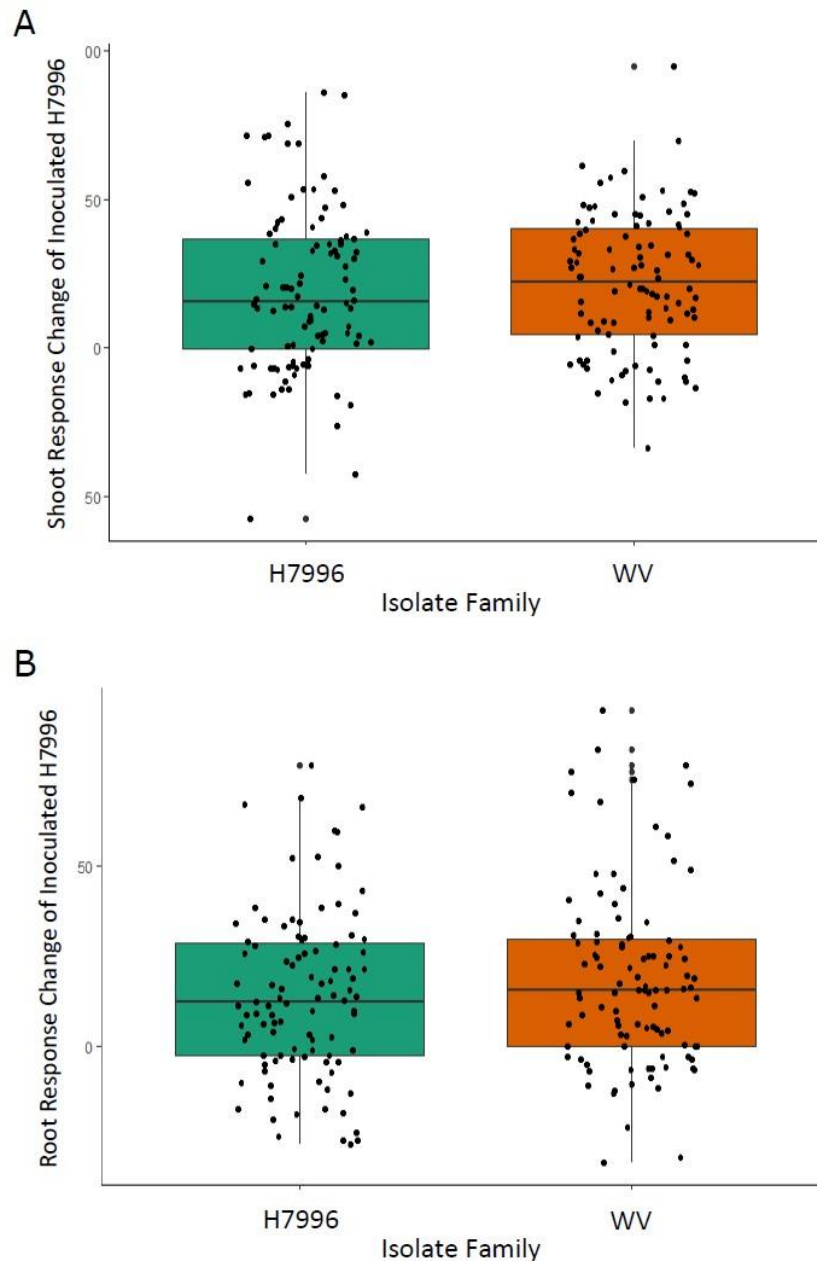 A
Shoot Response Change of Inoculated H7996
00
50
0
50
H7996
WV
Isolate Family
B
Root Response Change of Inoculated H7996
50
0
H7996
WV
Isolate Family